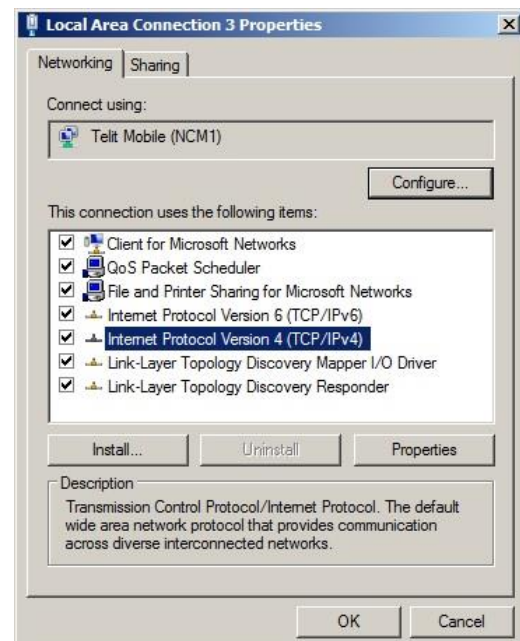 Local Area Connection 3 Properties
Networking
Sharing
Connect using:
Telit Mobile (NCM1)
Configure...
This connection uses the following items:
Client for Microsoft Networks
QoS Packet Scheduler
File and Printer Sharing for Microsoft Networks
Internet Protocol Version 6 (TCP/IPv6)
Internet Protocol Version 4 (TCP/IPv4)
Link-Layer Topology Discovery Mapper I/O Driver
Link-Layer Topology Discovery Responder
Install...
Uninstall
Properties
Description
Transmission Control Protocol/Internet Protocol. The default
wide area network protocol that provides communication
across diverse interconnected networks.
OK
Cancel